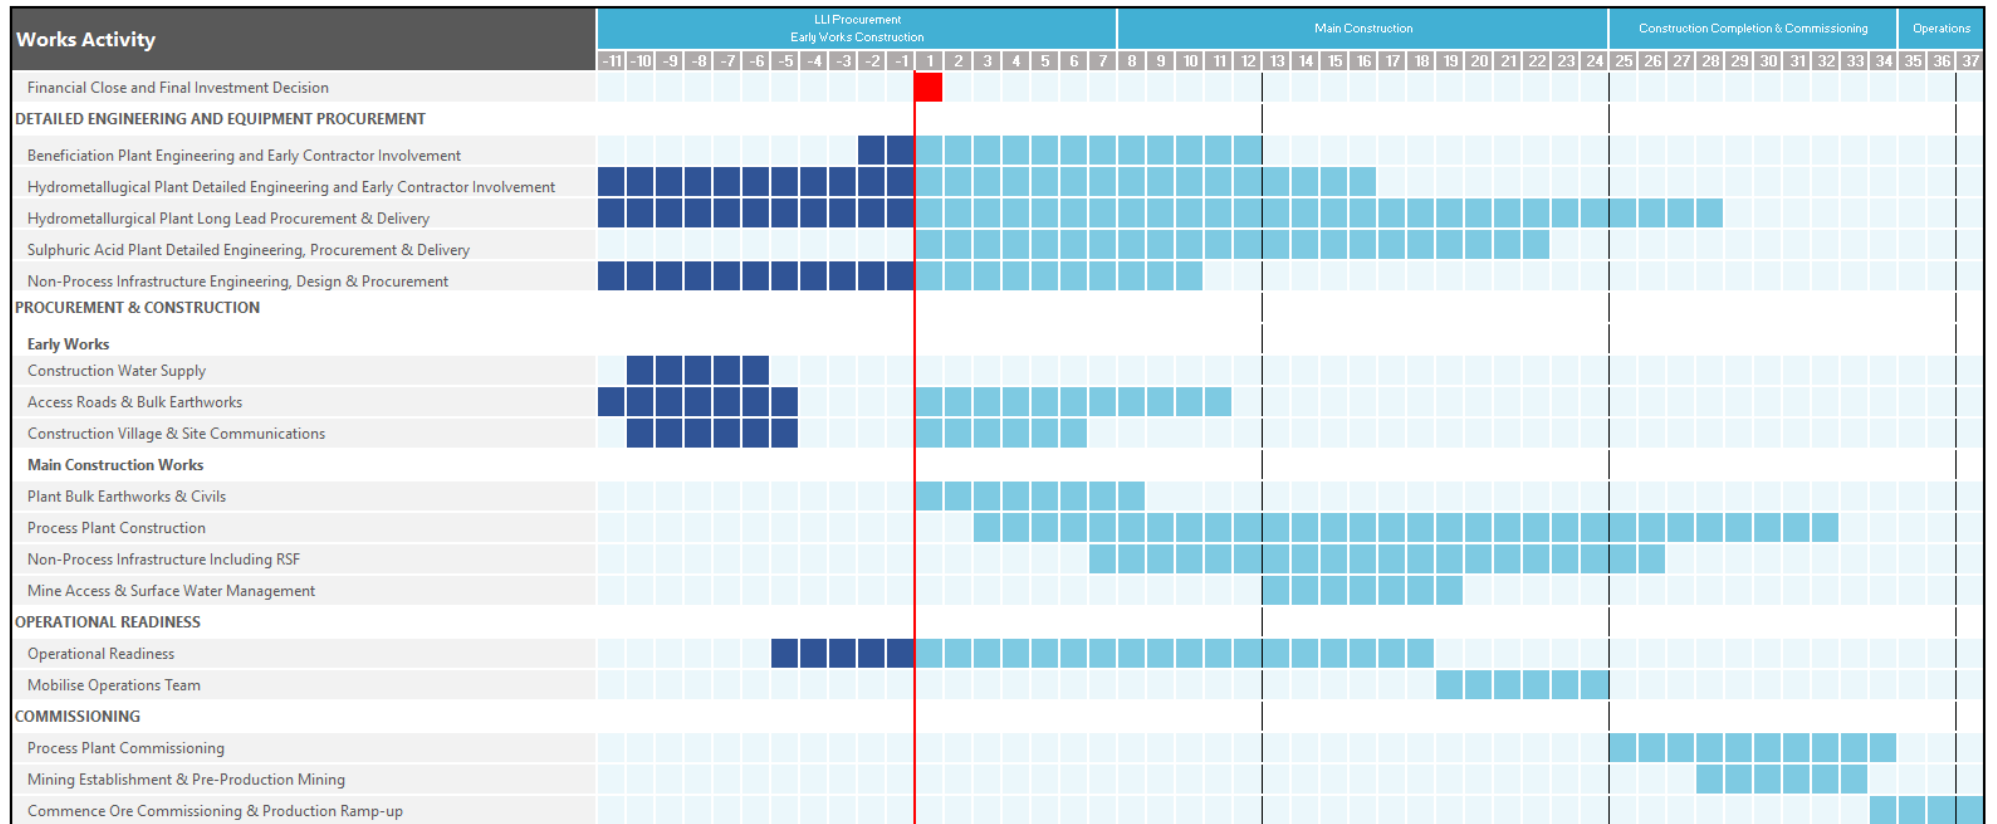 Works Activity
LLI Procurement
Early Works Construction
Main Construction
Construction Completion & Commissioning
Operations
-11 -10 -9 -8 -7 -6 -5 -4 -3 -2 -1 1 2 3 4 5 6 7 8 9 10 11 12 13 14 15 16 17 18 19 20 21 22 23 24 25 26 27 28 29 30 31 32 33 34 35 36 37
Financial Close and Final Investment Decision
DETAILED ENGINEERING AND EQUIPMENT PROCUREMENT
Beneficiation Plant Engineering and Early Contractor Involvement
Hydrometallugical Plant Detailed Engineering and Early Contractor Involvement
Hydrometallurgical Plant Long Lead Procurement & Delivery
Sulphuric Acid Plant Detailed Engineering, Procurement & Delivery
Non-Process Infrastructure Engineering, Design & Procurement
PROCUREMENT & CONSTRUCTION
Early Works
Construction Water Supply
Access Roads & Bulk Earthworks
Construction Village & Site Communications
Main Construction Works
Plant Bulk Earthworks & Civils
Process Plant Construction
Non-Process Infrastructure Including RSF
Mine Access & Surface Water Management
OPERATIONAL READINESS
Operational Readiness
Mobilise Operations Team
COMMISSIONING
Process Plant Commissioning
Mining Establishment & Pre-Production Mining
Commence Ore Commissioning & Production Ramp-up